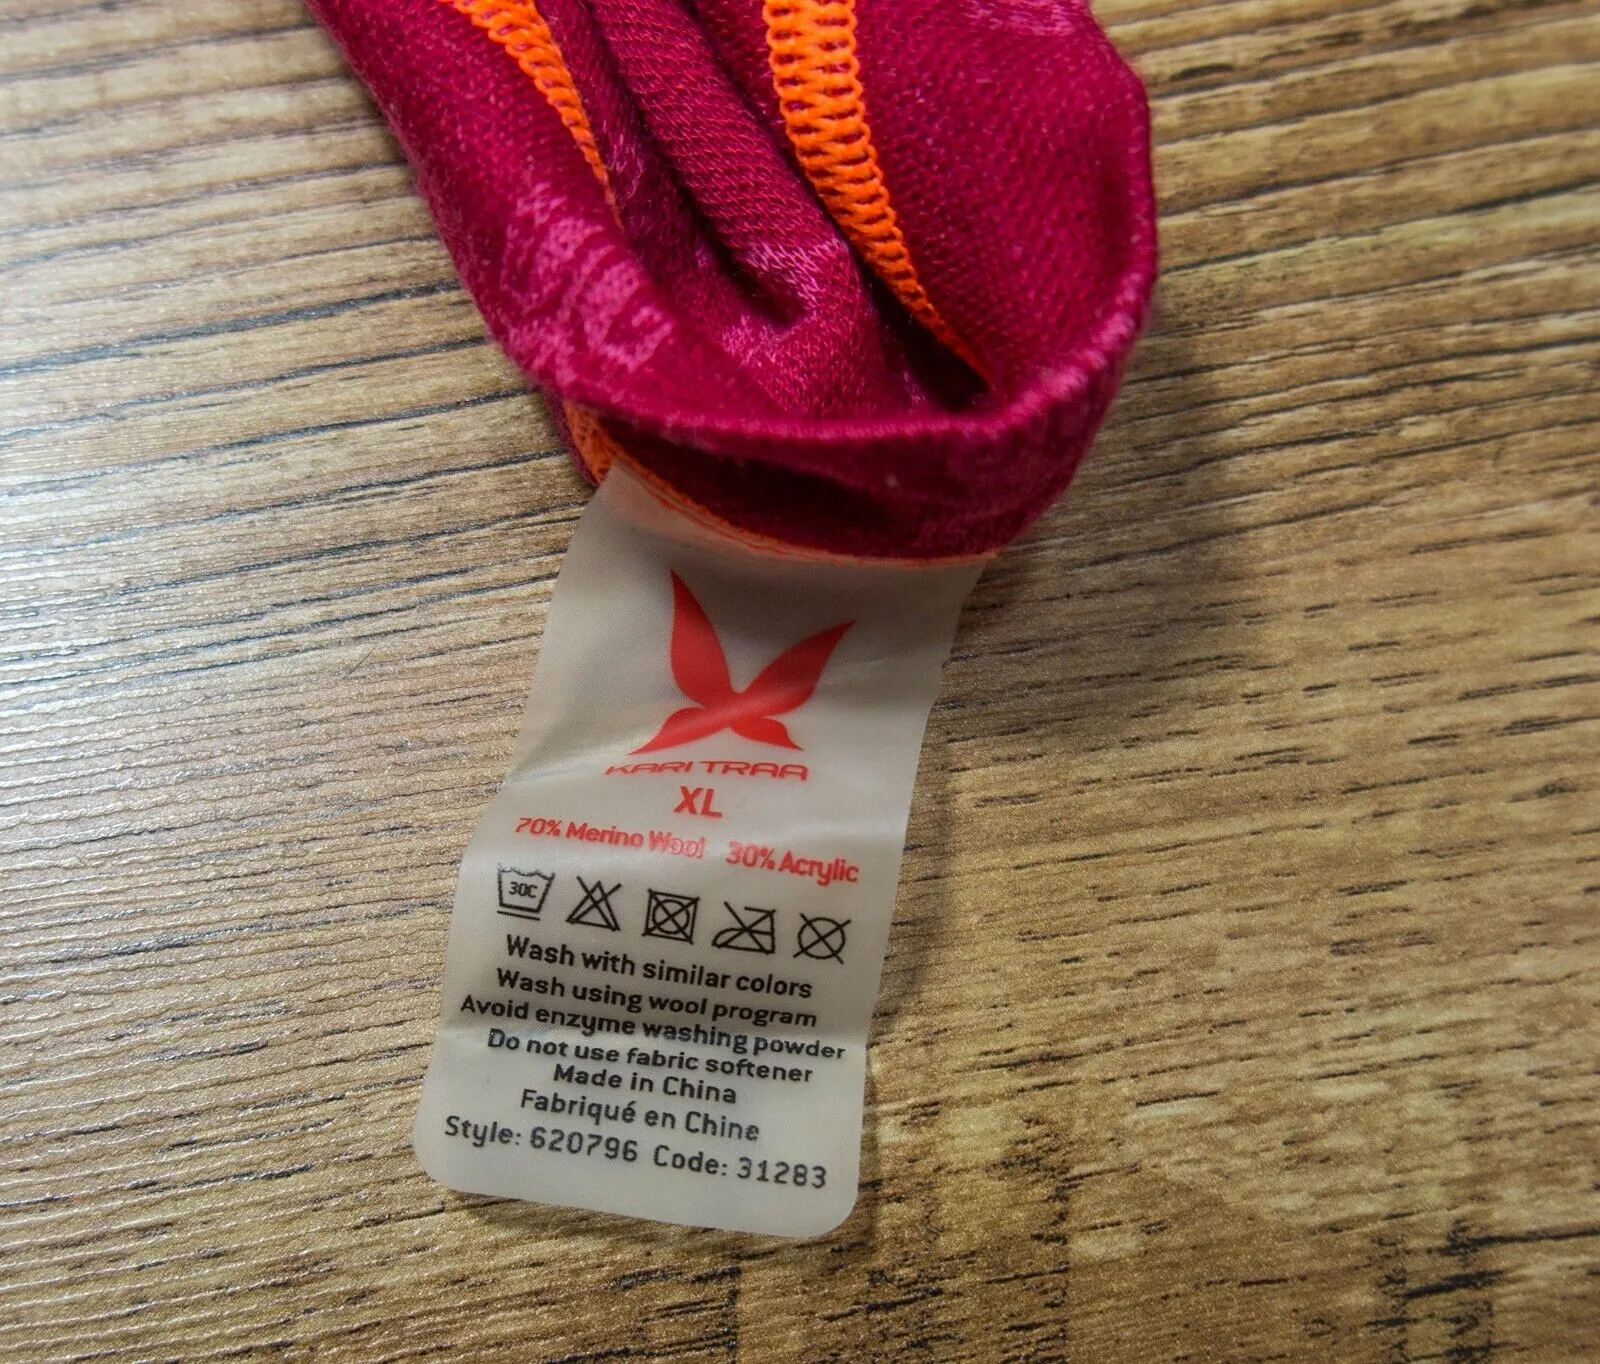 KARI TRAA
XL
70% Merino Wool 30% Acrylic
30C
Wash with similar colors
Wash using wool program
Avoid enzyme washing powder
Do not use fabric softener
Made in China
Fabriqué en Chine
Style: 620796 Code: 31283